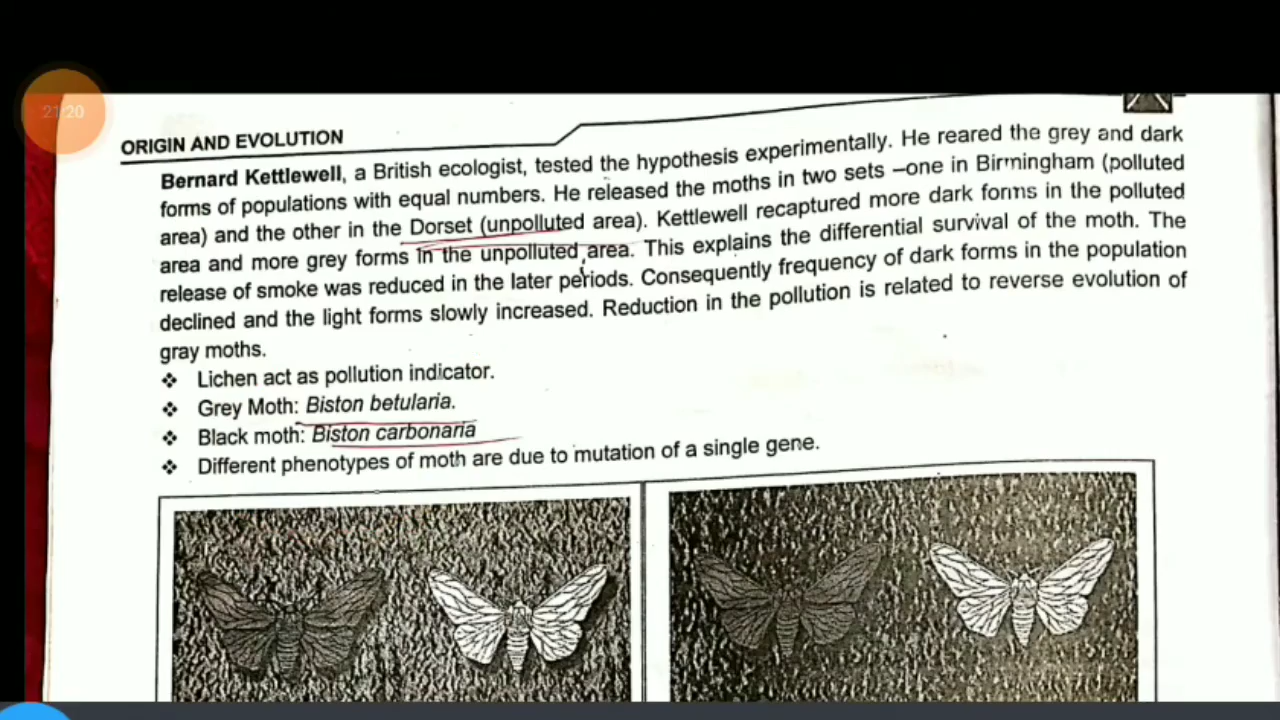 21:20
ORIGIN AND EVOLUTION
Bernard Kettlewell, a British ecologist, tested the hypothesis experimentally. He reared the grey and dark
forms of populations with equal numbers. He released the moths in two sets –one in Birmingham (polluted
area) and the other in the Dorset (unpolluted area). Kettlewell recaptured more dark forms in the polluted
area and more grey forms in the unpolluted area. This explains the differential survival of the moth. The
release of smoke was reduced in the later periods. Consequently frequency of dark forms in the population
declined and the light forms slowly increased. Reduction in the pollution is related to reverse evolution of
gray moths.
❖ Lichen act as pollution indicator.
❖ Grey Moth: Biston betularia.
❖ Black moth: Biston carbonaria
❖ Different phenotypes of moth are due to mutation of a single gene.